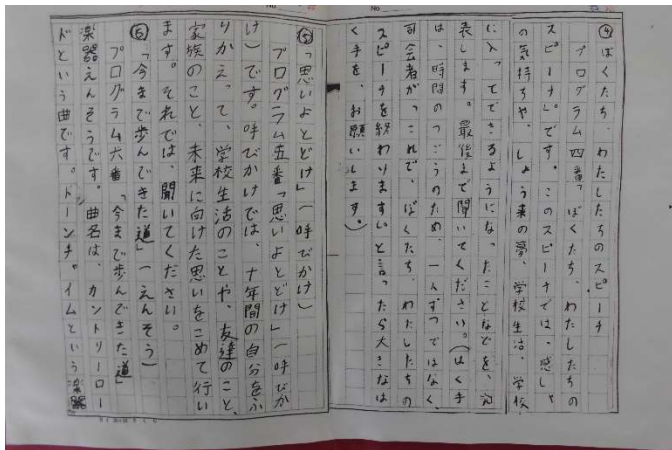 ④ぼくたち、わたしたちのスピーチ
プログラム四番「ぼくたち、わたしたちの
スピーチ」です。このスピーチでは、感しゃ
の気持ちや、しょう来の夢、学校生活、学校
に入ってできるようになったことなどを、発
表します。最後まで聞いてください。(はく手
は、時間のつごうのため、一人ずつではなく、
司会者が「これで、ぼくたち、わたしたちの
スピーチを終わります」と言ったら大きなは
く手を、お願いします。)
⑤「思いよとどけ」(呼びかけ)
プログラム五番「思いよとどけ」(呼びか
け)です。呼びかけでは、十年間の自分をふ
りかえって、学校生活のことや、友達のこと、
家族のこと、未来に向けた思いをこめて行い
ます。それでは、聞いてください。
⑥「今まで歩んできた道」(えんそう)
プログラム六番「今まで歩んできた道」
楽器えんそうです。曲名は、カントリーロー
ドという曲です。トーンチャイムという楽器